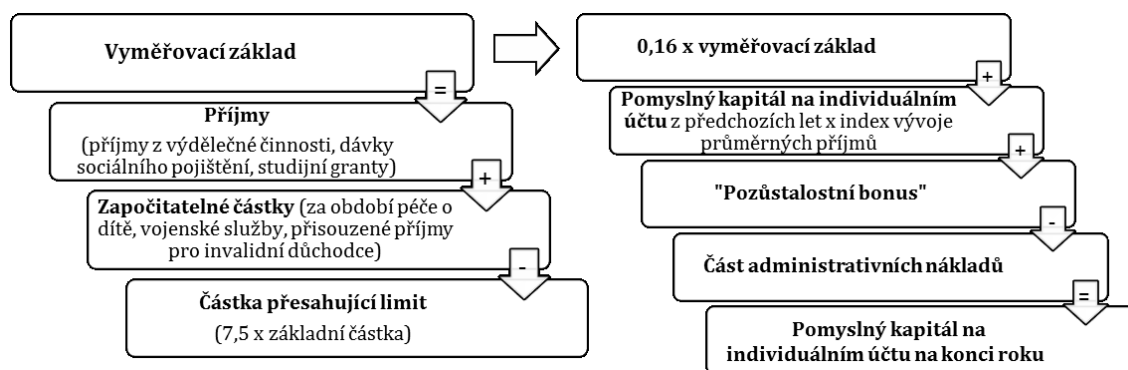 Vyměřovací základ
=
Příjmy
(příjmy z výdělečné činnosti, dávky
sociálního pojištění, studijní granty)
+
Započitatelné částky (za období péče o
dítě, vojenské služby, přisouzené příjmy
pro invalidní důchodce)
-
Částka přesahující limit
(7,5 x základní částka)
0,16 x vyměřovací základ
+
Pomyslný kapitál na individuálním
účtu z předchozích let x index vývoje
průměrných příjmů
+
"Pozůstalostní bonus"
-
Část administrativních nákladů
=
Pomyslný kapitál na
individuálním účtu na konci roku